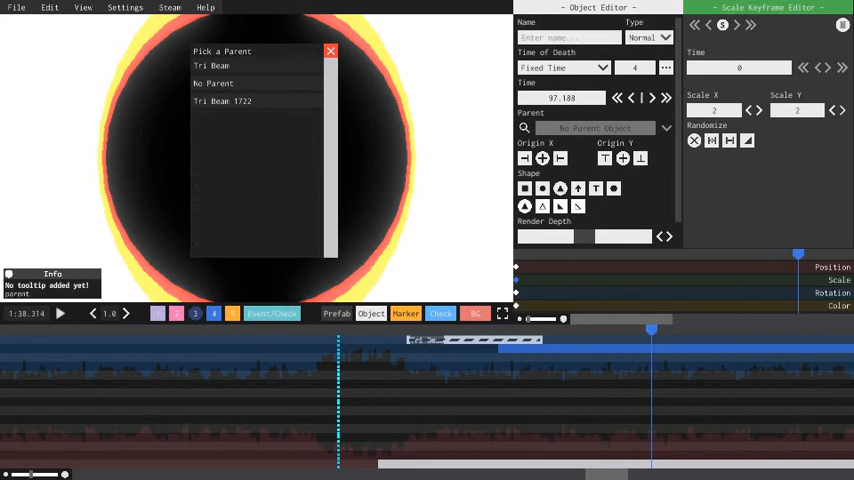 File Edit View Settings Steam Help
- Object Editor -
- Scale Keyframe Editor -
Pick a Parent
Tri Beam
No Parent
Tri Beam 1722
Name
Type
Enter name...
Normal
Time of Death
Fixed Time
4
Time
97.188
Parent
No Parent Object
Origin X
Origin Y
Shape
T
Render Depth
S
Time
0
Scale X
Scale Y
2
2
Randomize
Info
No tooltip added yet!
parent
Position
Scale
Rotation
Color
1:38.314
1.0
1 2 3 4 5
Event/Check
Prefab
Object
Marker
Check
BG